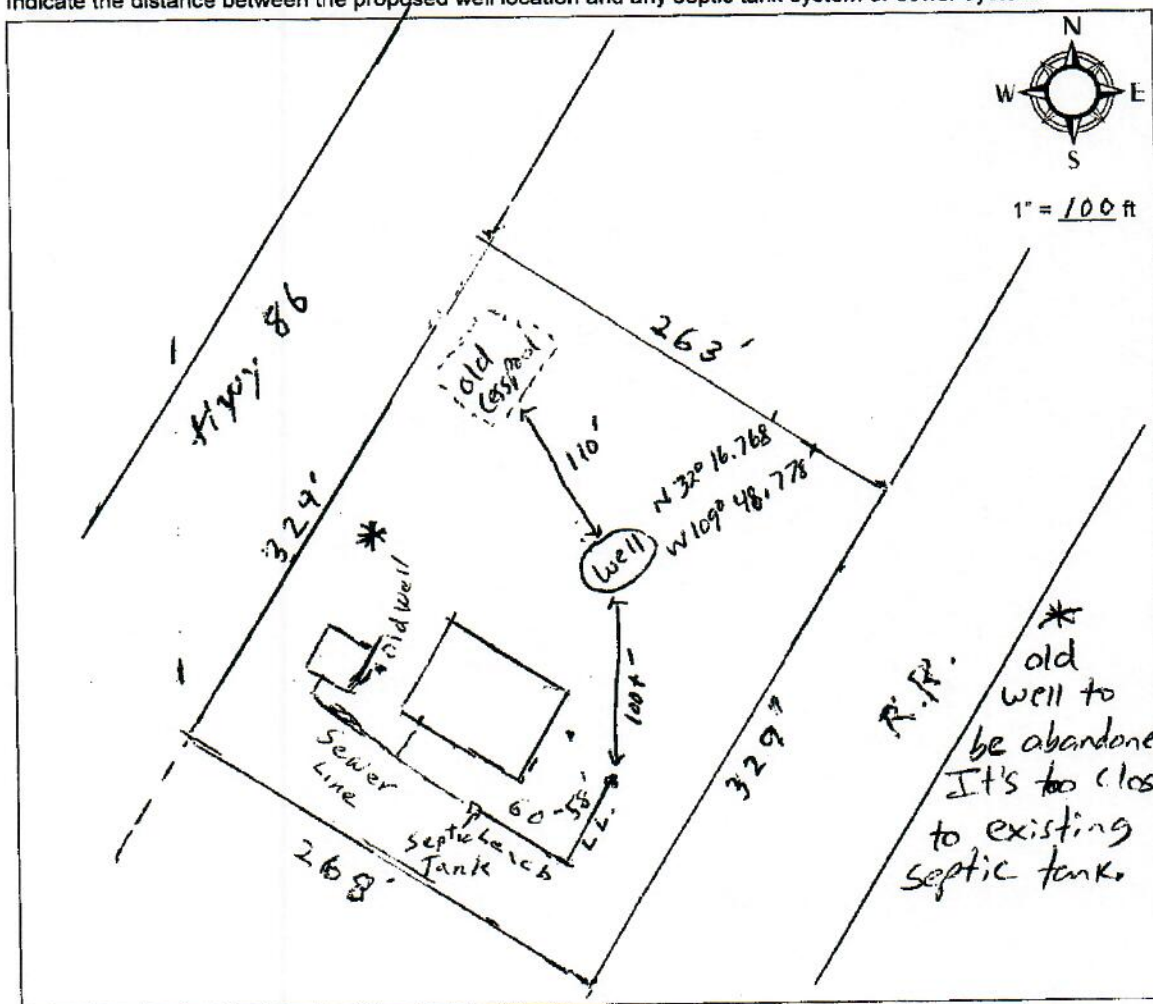 Indicate the distance between the proposed well location and any septic tank system or sewer
N
W E
S
1" = 100 ft
Hwy 86
263'
old
cesspool
110'
N 32° 16.768'
W 109° 48.778'
well
329'
*
old well
100+-
R.R.
*
old
well to
be abandone
It's too clos
to existing
septic tank.
Sewer
Line
60-58'
L.L.
329'
septic Leach
Tank
268'